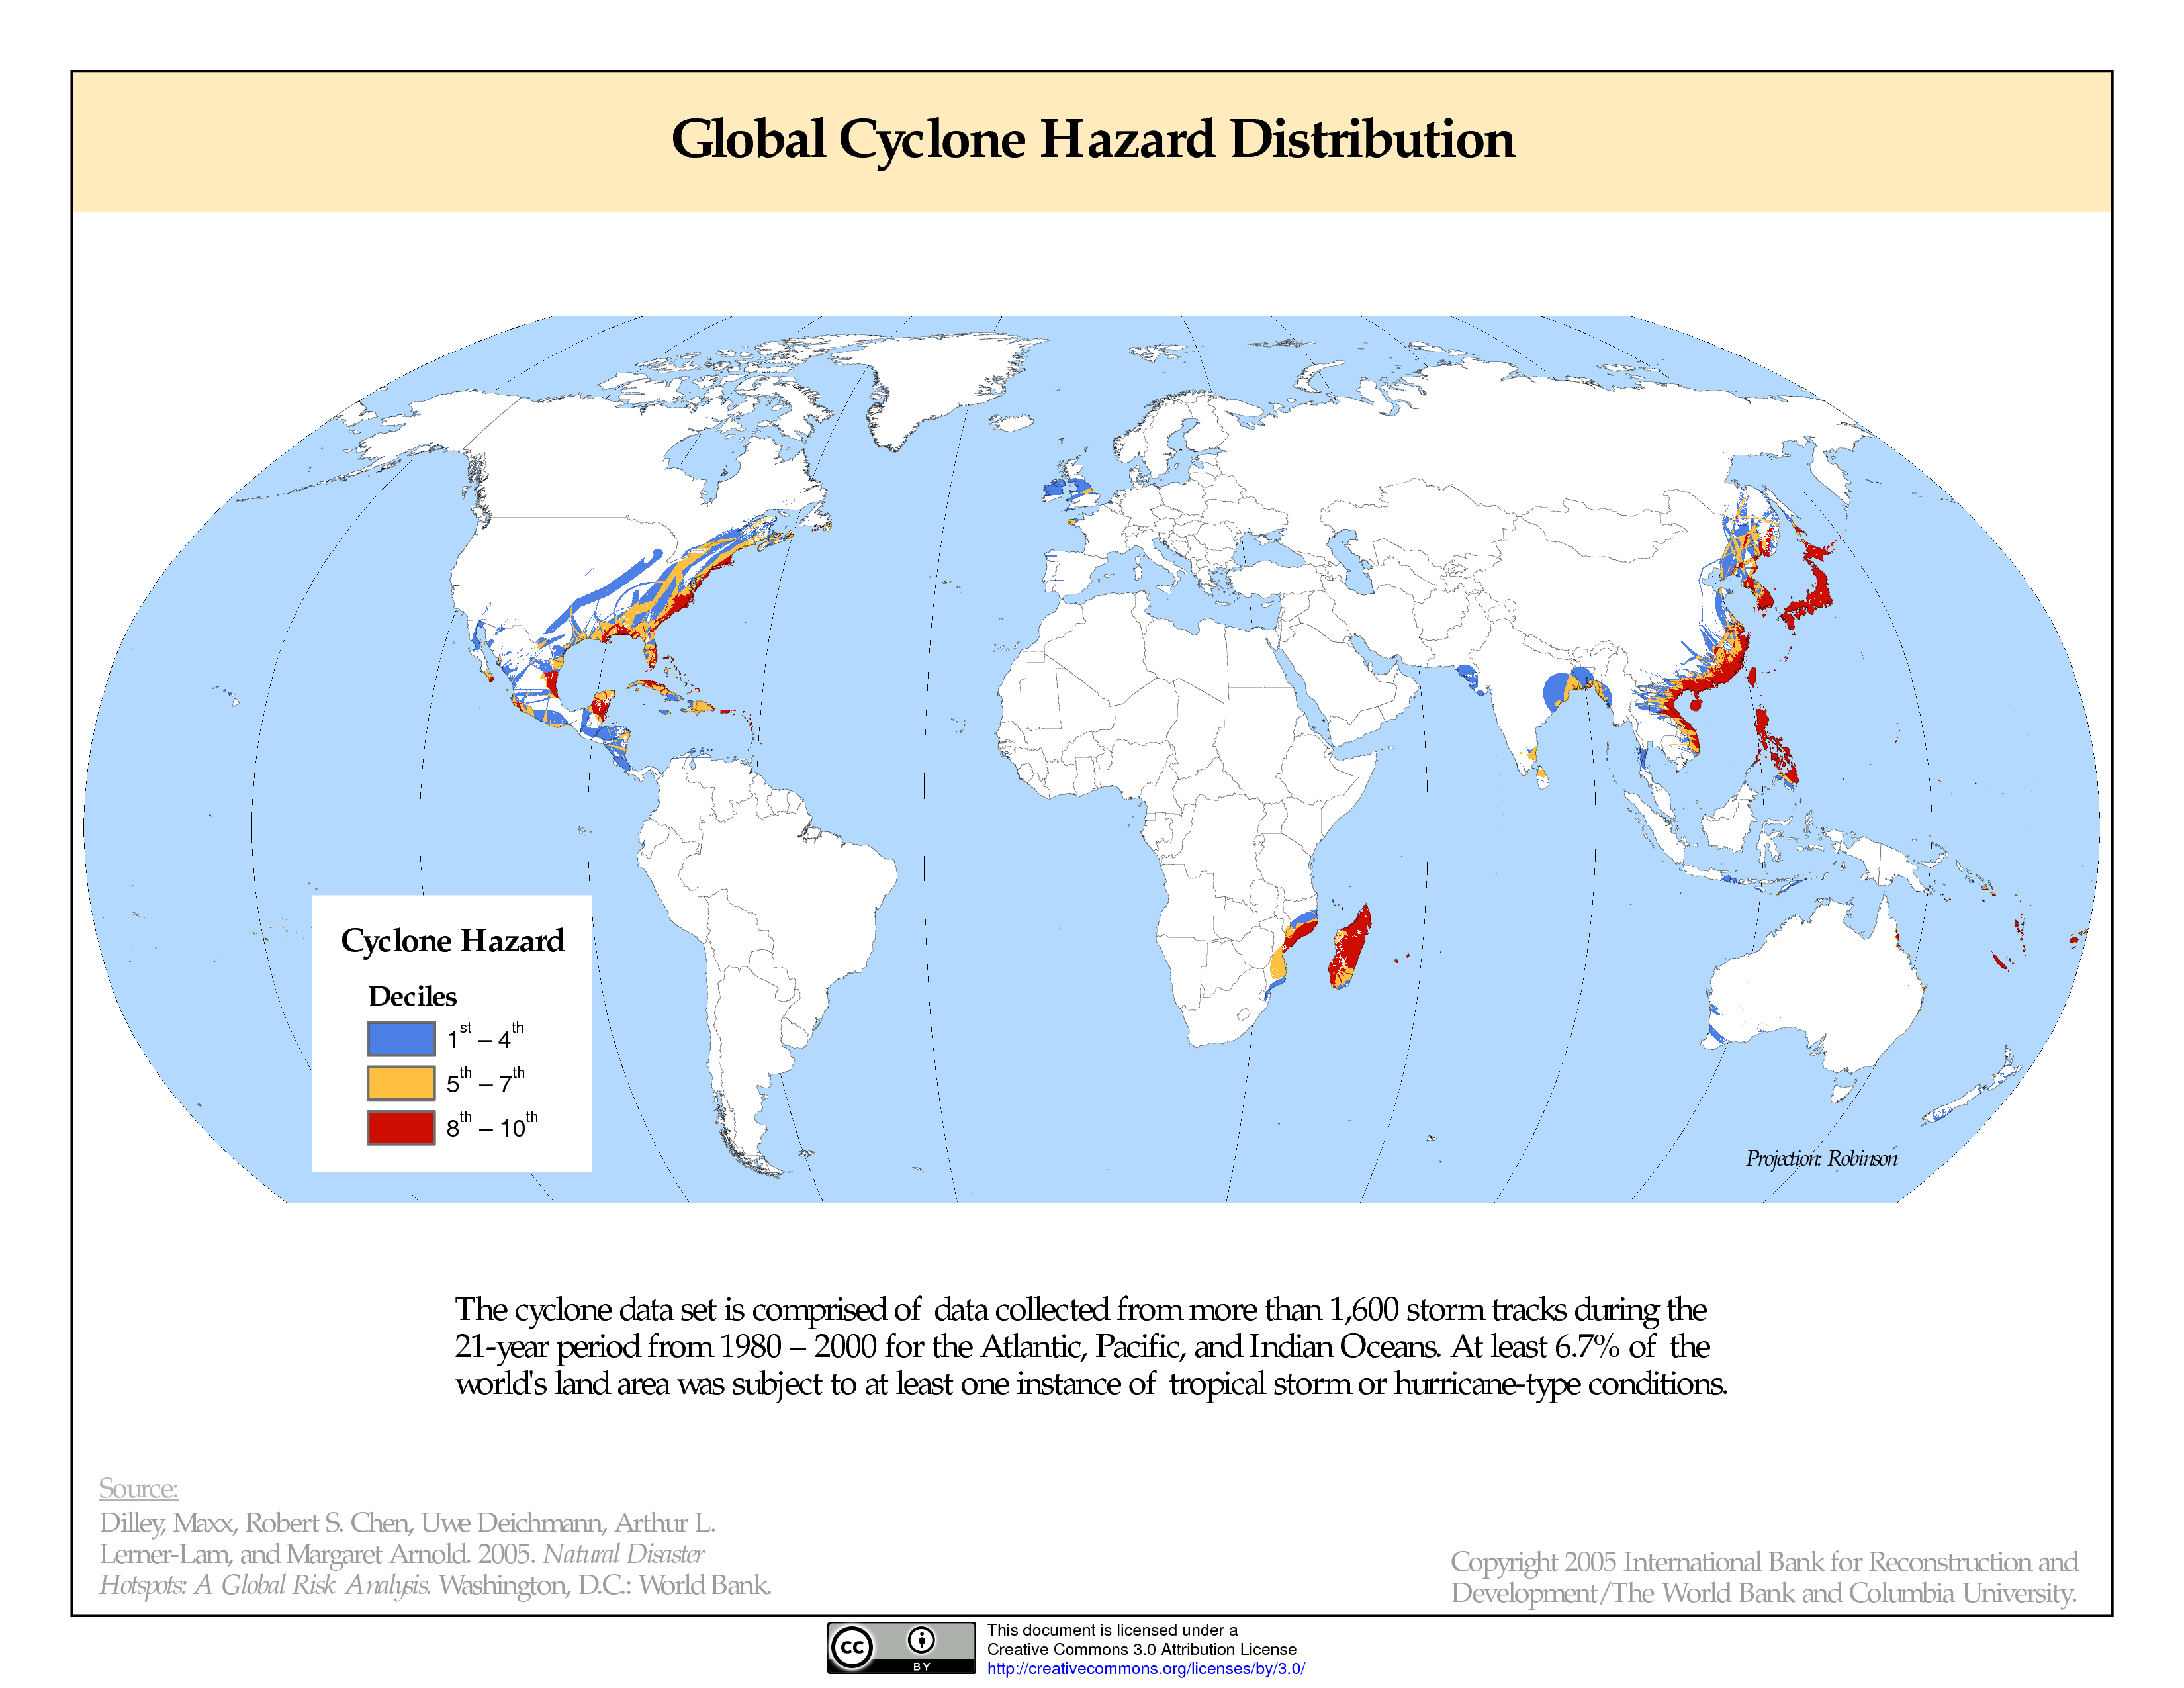 Global Cyclone Hazard Distribution
Cyclone Hazard
Deciles
1st – 4th
5th – 7th
8th – 10th
Projection: Robinson
The cyclone data set is comprised of data collected from more than 1,600 storm tracks during the
21-year period from 1980 – 2000 for the Atlantic, Pacific, and Indian Oceans. At least 6.7% of the
world's land area was subject to at least one instance of tropical storm or hurricane-type conditions.
Source:
Dilley, Maxx, Robert S. Chen, Uwe Deichmann, Arthur L.
Lerner-Lam, and Margaret Arnold. 2005. Natural Disaster
Hotspots: A Global Risk Analysis. Washington, D.C.: World Bank.
Copyright 2005 International Bank for Reconstruction and
Development/The World Bank and Columbia University.
cc
BY
This document is licensed under a
Creative Commons 3.0 Attribution License
http://creativecommons.org/licenses/by/3.0/